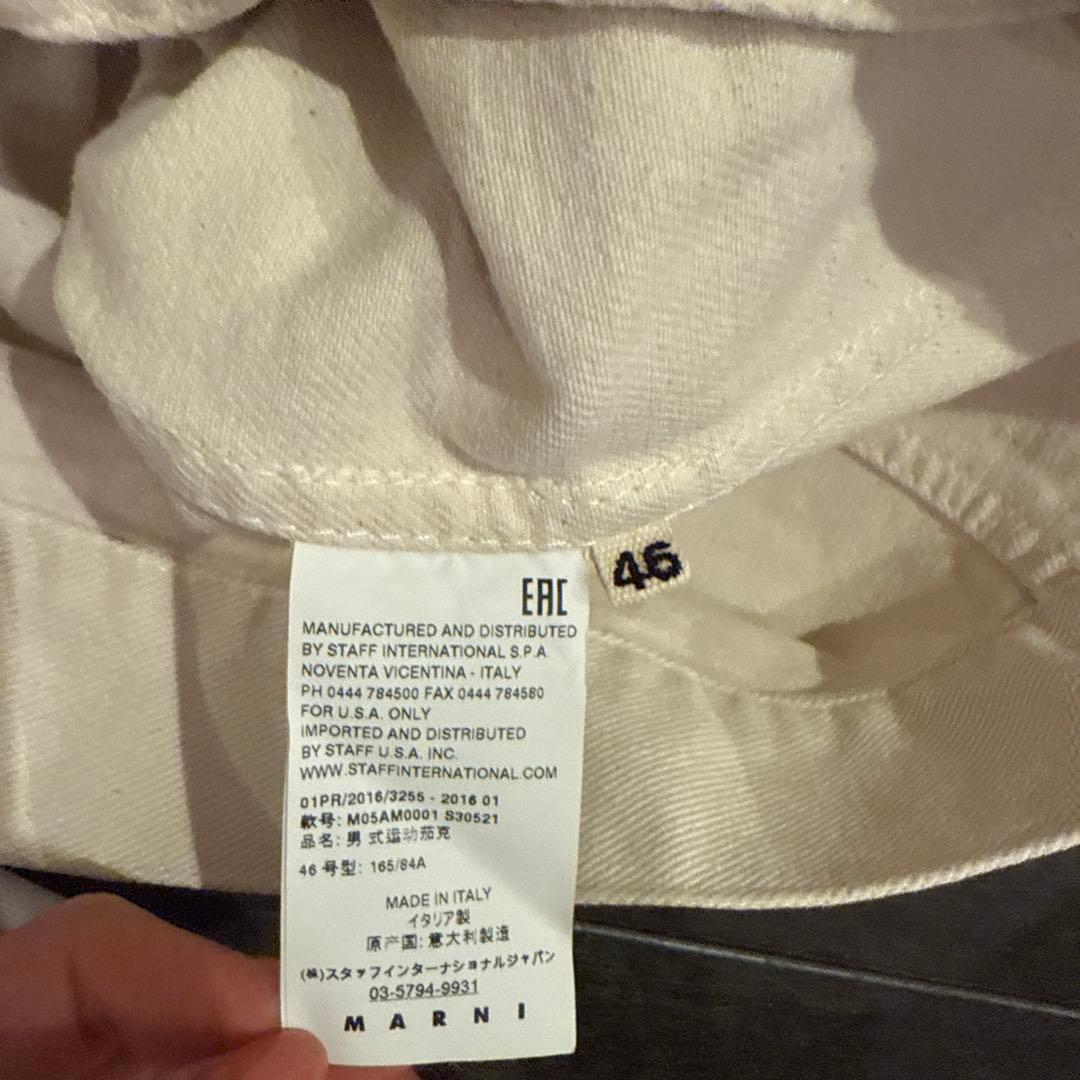 46
EAC
MANUFACTURED AND DISTRIBUTED
BY STAFF INTERNATIONAL S.P.A.
NOVENTA VICENTINA - ITALY
PH 0444 784500 FAX 0444 784580
FOR U.S.A. ONLY
IMPORTED AND DISTRIBUTED
BY STAFF U.S.A. INC.
WWW.STAFFINTERNATIONAL.COM
01PR/2016/3255 - 2016 01
款号: M05AM0001 S30521
品名: 男 式运动茄克
46 号型: 165/84A
MADE IN ITALY
イタリア製
原产国: 意大利製造
(株)スタッフインターナショナルジャパン
03-5794-9931
MARNI